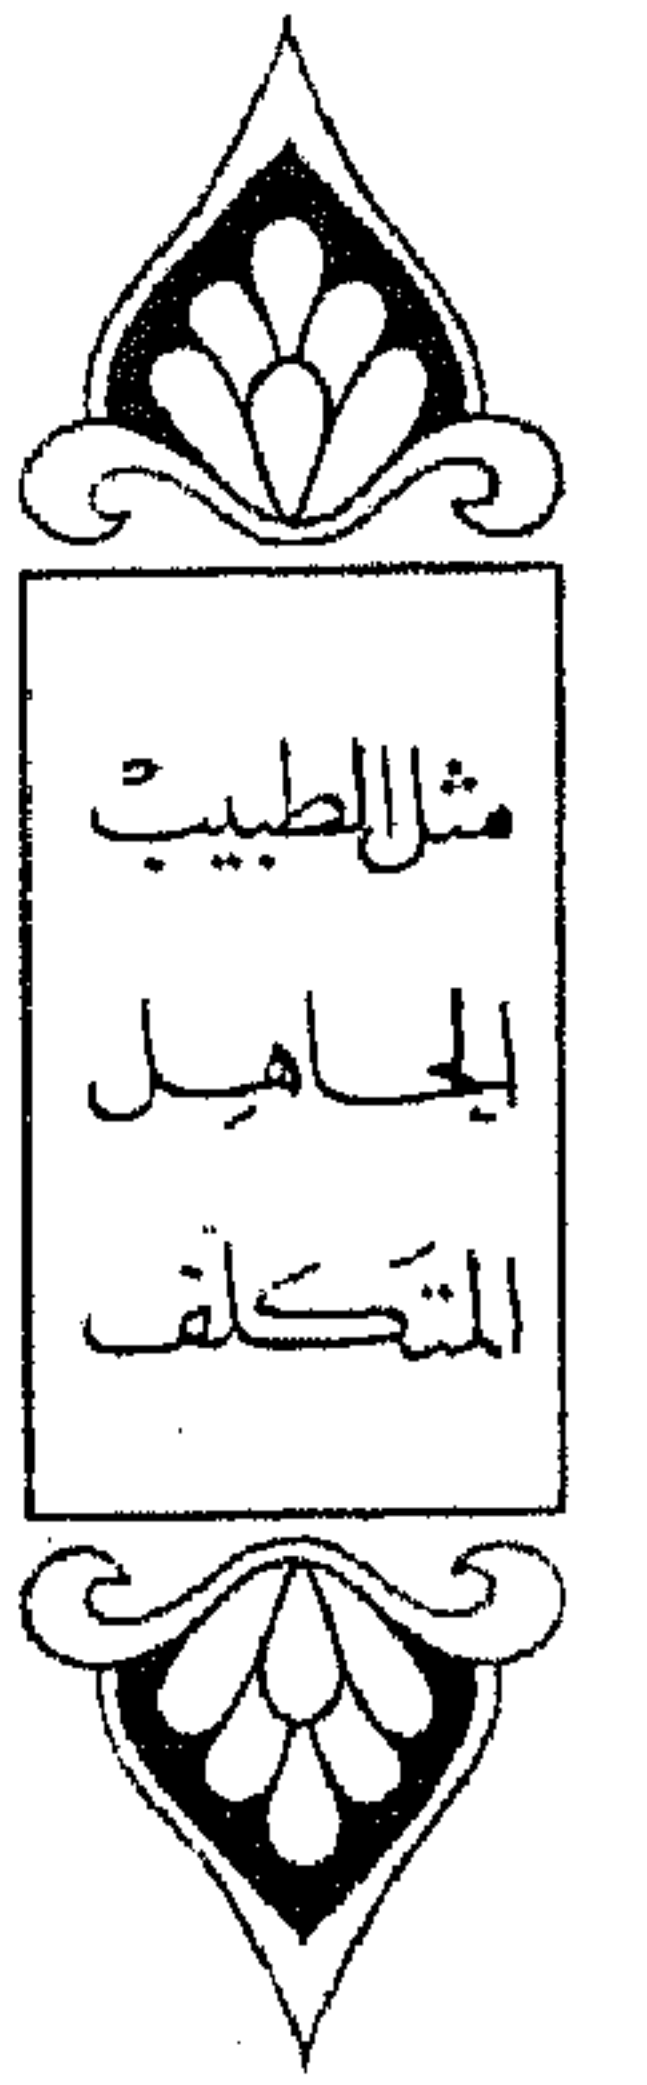 مثل الطبيب
الجاهل
المتكلف